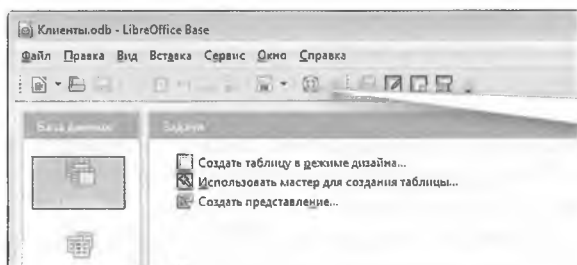 Клиенты.odb - LibreOffice Base
Файл Правка Вид Вставка Сервис Окно Справка
База данных
Задачи
Создать таблицу в режиме дизайна...
Использовать мастер для создания таблицы...
Создать представление...